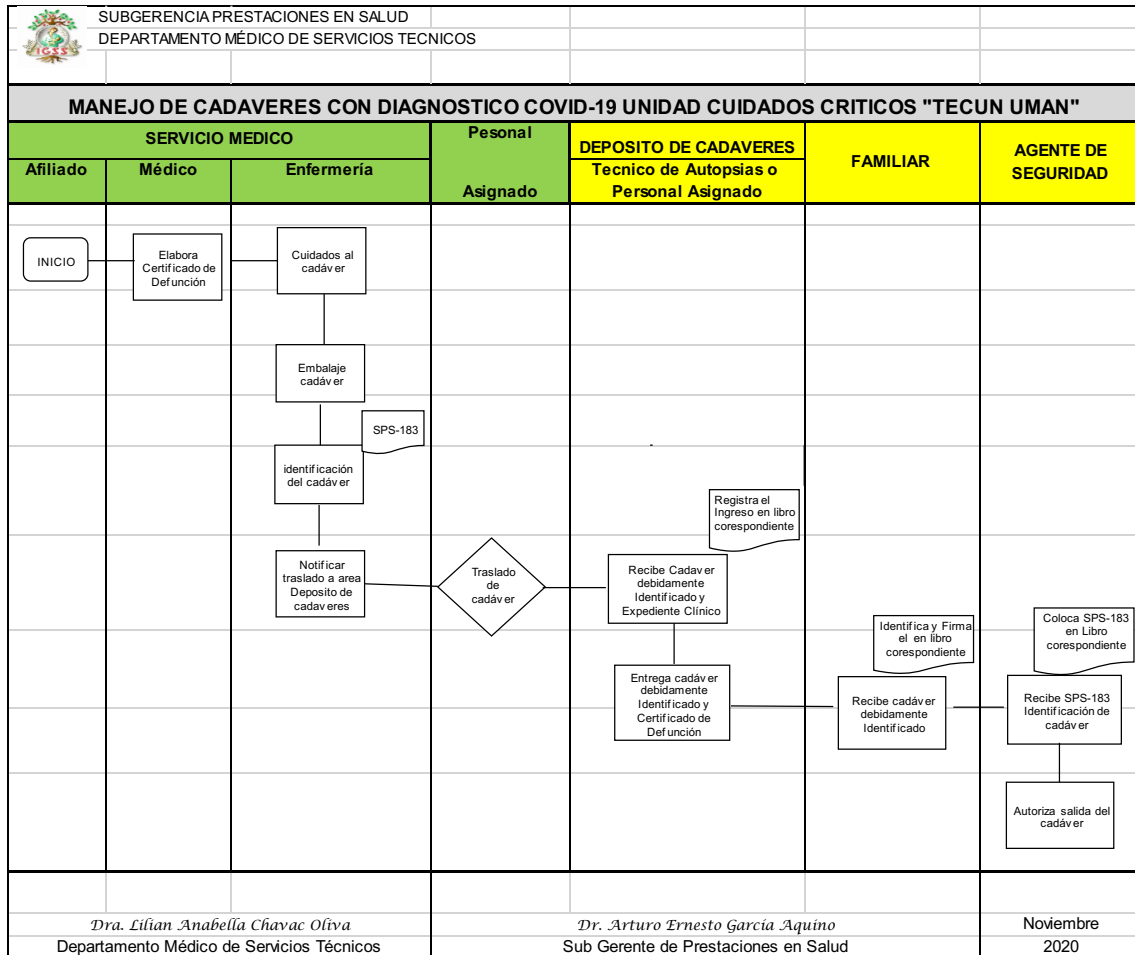 SUBGERENCIA PRESTACIONES EN SALUD
DEPARTAMENTO MÉDICO DE SERVICIOS TECNICOS
IGSS
MANEJO DE CADAVERES CON DIAGNOSTICO COVID-19 UNIDAD CUIDADOS CRITICOS "TECUN UMAN"
SERVICIO MEDICO
Afiliado
Médico
Enfermería
Pesonal
Asignado
DEPOSITO DE CADAVERES
Tecnico de Autopsias o
Personal Asignado
FAMILIAR
AGENTE DE
SEGURIDAD
INICIO
Elabora
Certificado de
Defunción
Cuidados al
cadáver
Embalaje
cadáver
SPS-183
identificación
del cadáver
Notificar
traslado a area
Deposito de
cadaveres
Traslado
de
cadáver
Registra el
Ingreso en libro
corespondiente
Recibe Cadaver
debidamente
Identificado y
Expediente Clínico
Entrega cadáver
debidamente
Identificado y
Certificado de
Defunción
Identifica y Firma
el en libro
corespondiente
Recibe cadáver
debidamente
Identificado
Coloca SPS-183
en Libro
corespondiente
Recibe SPS-183
Identificación de
cadáver
Autoriza salida del
cadáver
Dra. Lilian Anabella Chavac Oliva
Departamento Médico de Servicios Técnicos
Dr. Arturo Ernesto García Aquino
Sub Gerente de Prestaciones en Salud
Noviembre
2020